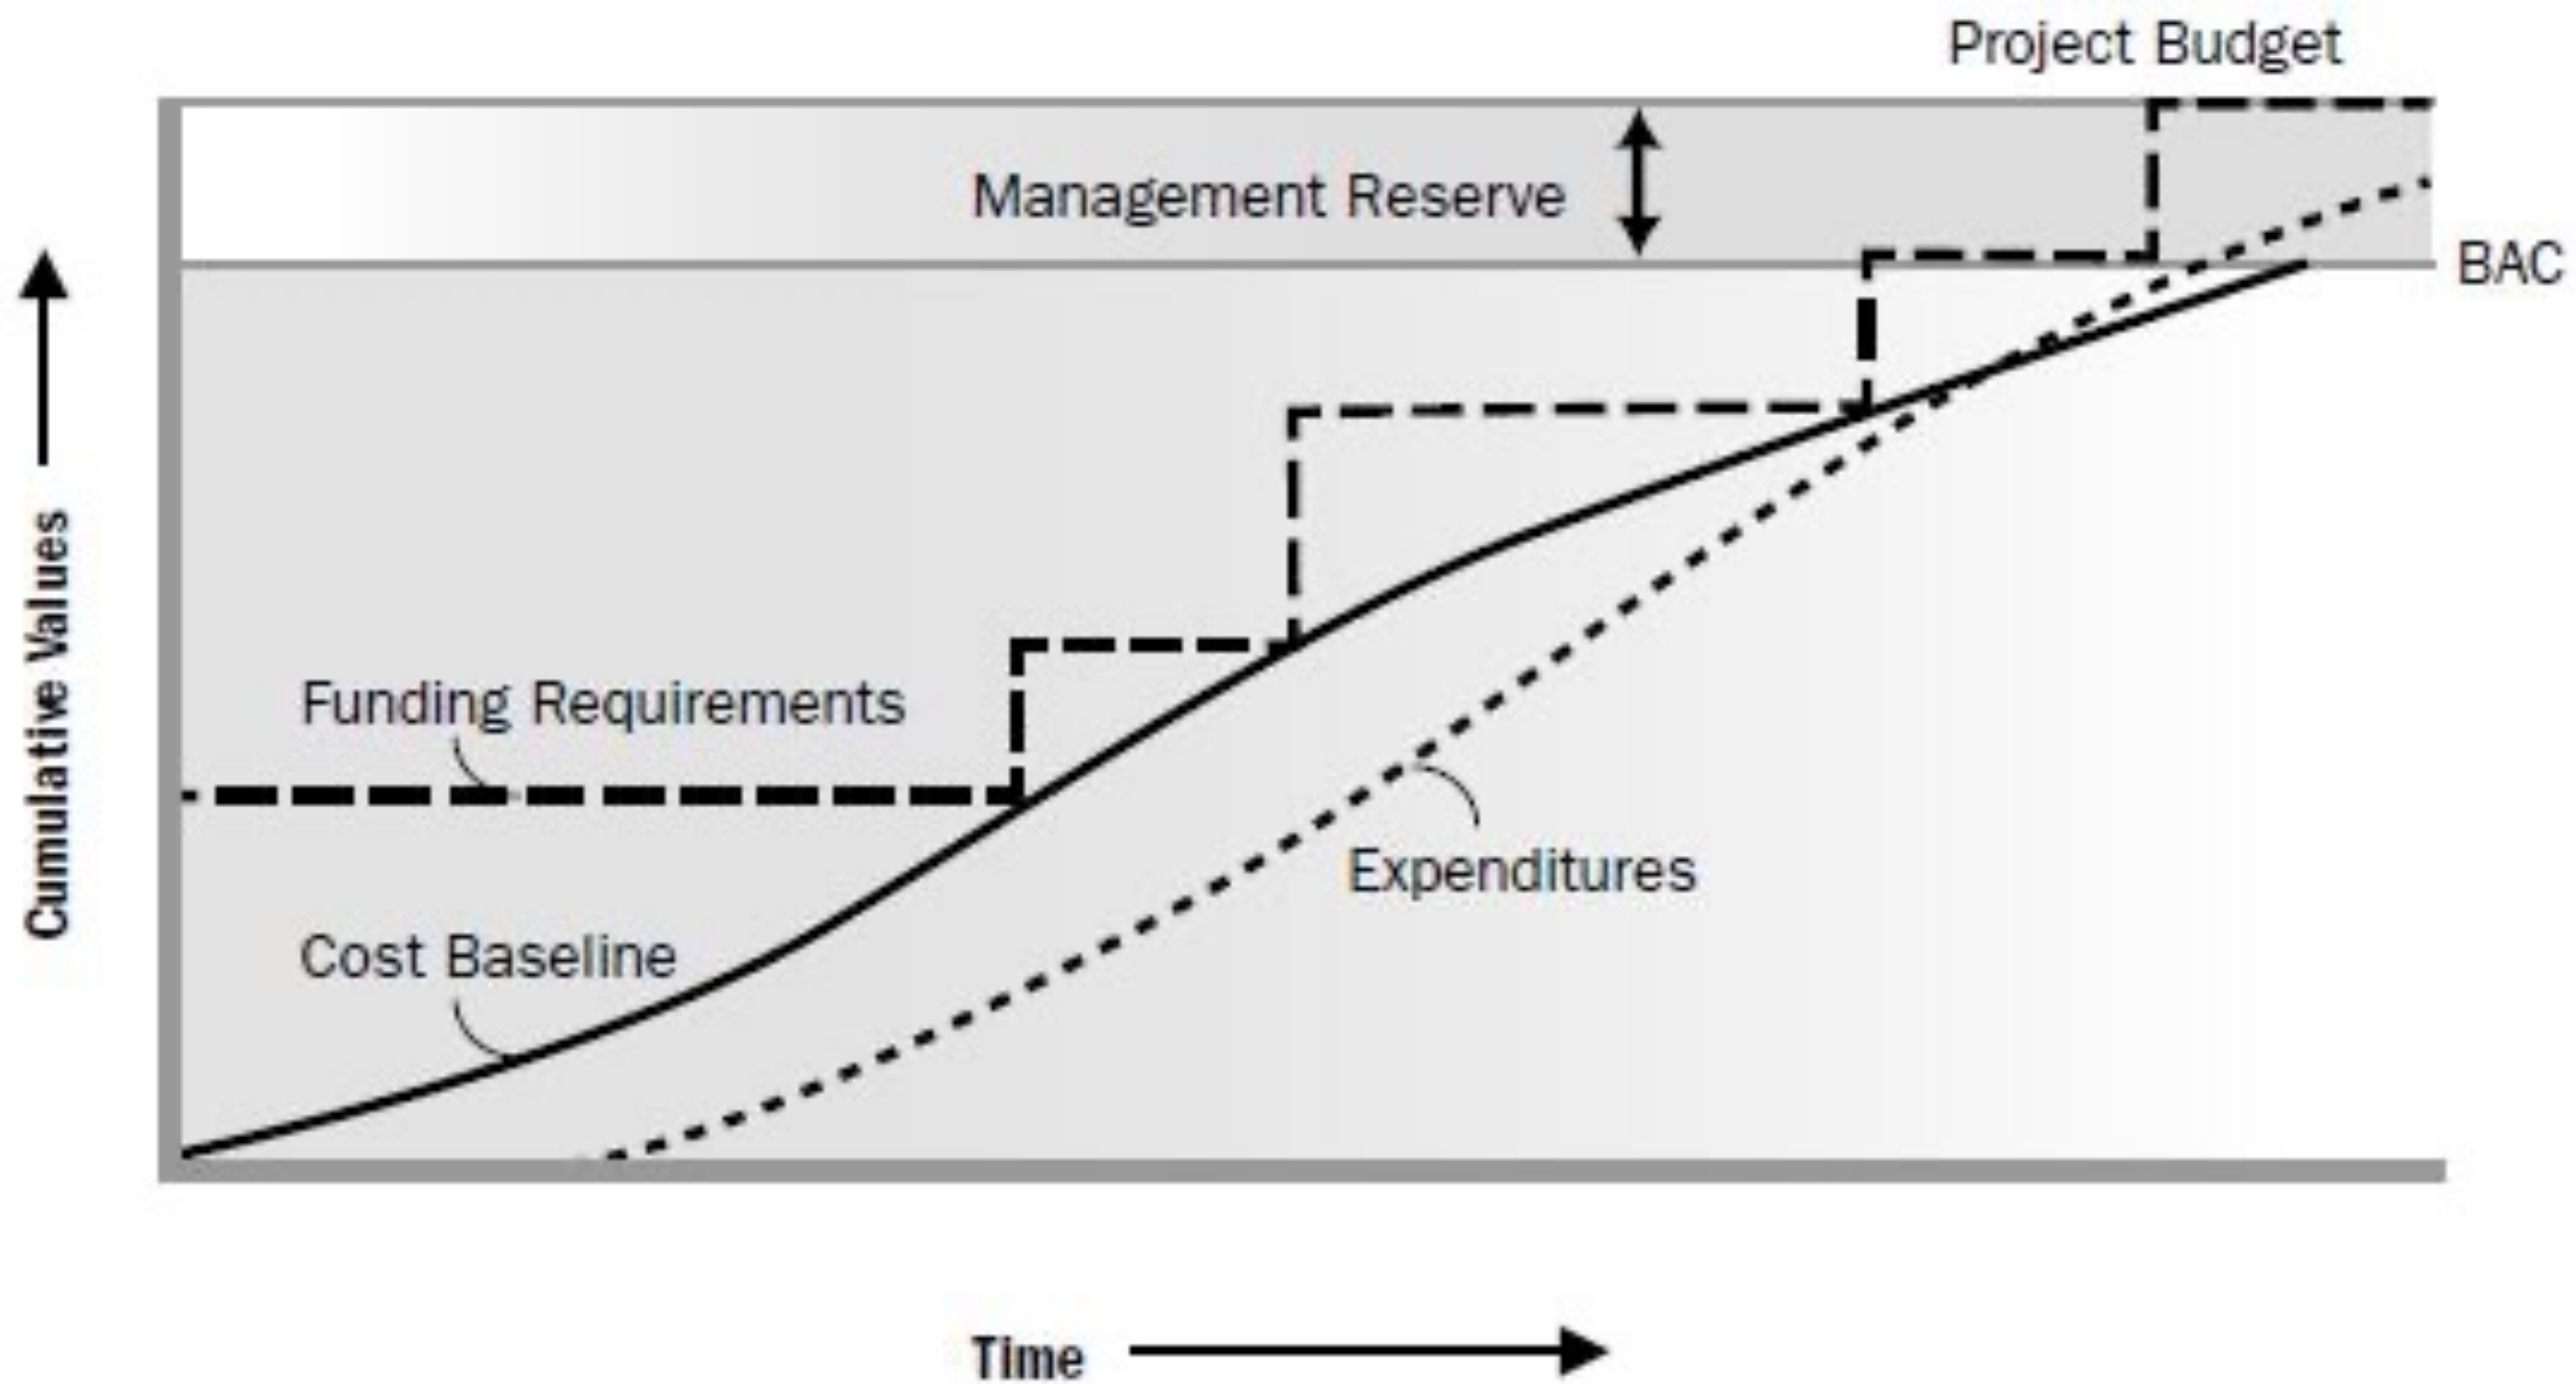 Project Budget
Management Reserve
BAC
Cumulative Values
Funding Requirements
Expenditures
Cost Baseline
Time